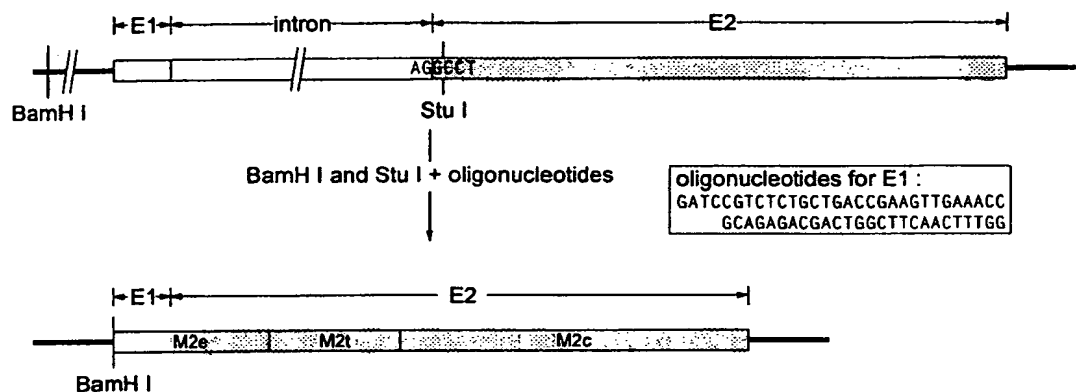 E1 intron E2
AGGCCT
BamH I Stu I
BamH I and Stu I + oligonucleotides
oligonucleotides for E1 :
GATCCGTCTCTGCTGACCGAAGTTGAAACC
GCAGAGACGACTGGCTTCAACTTTGG
E1 E2
M2e M2t M2c
BamH I